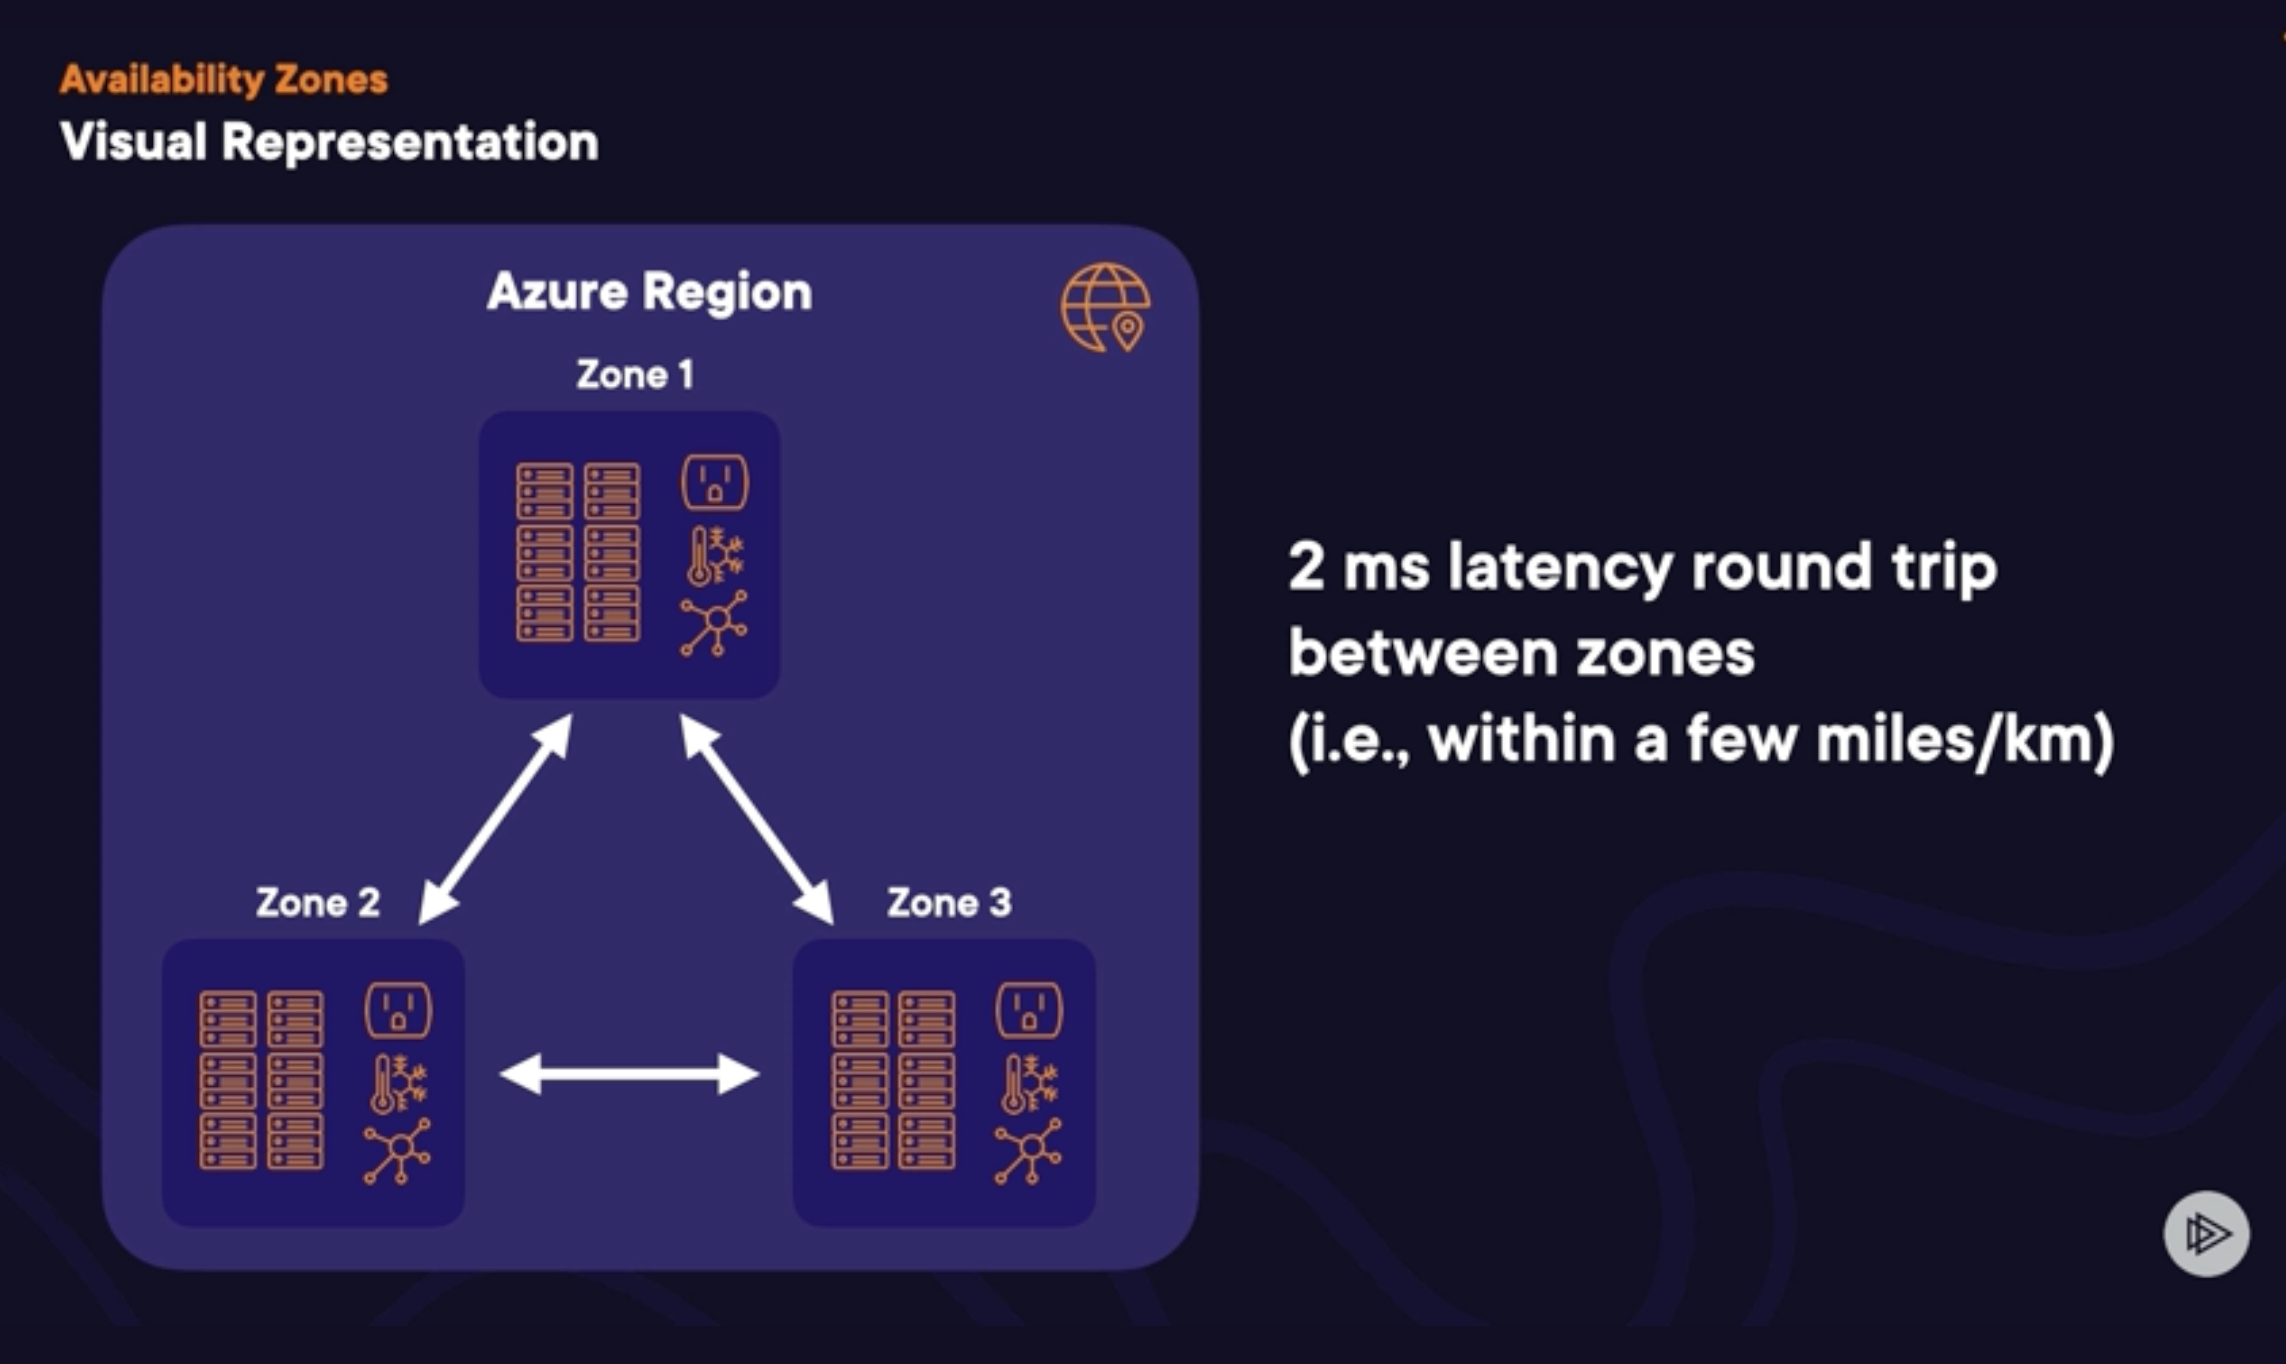 Availability Zones
Visual Representation
Azure Region
Zone 1
Zone 2
Zone 3
2 ms latency round trip
between zones
(i.e., within a few miles/km)